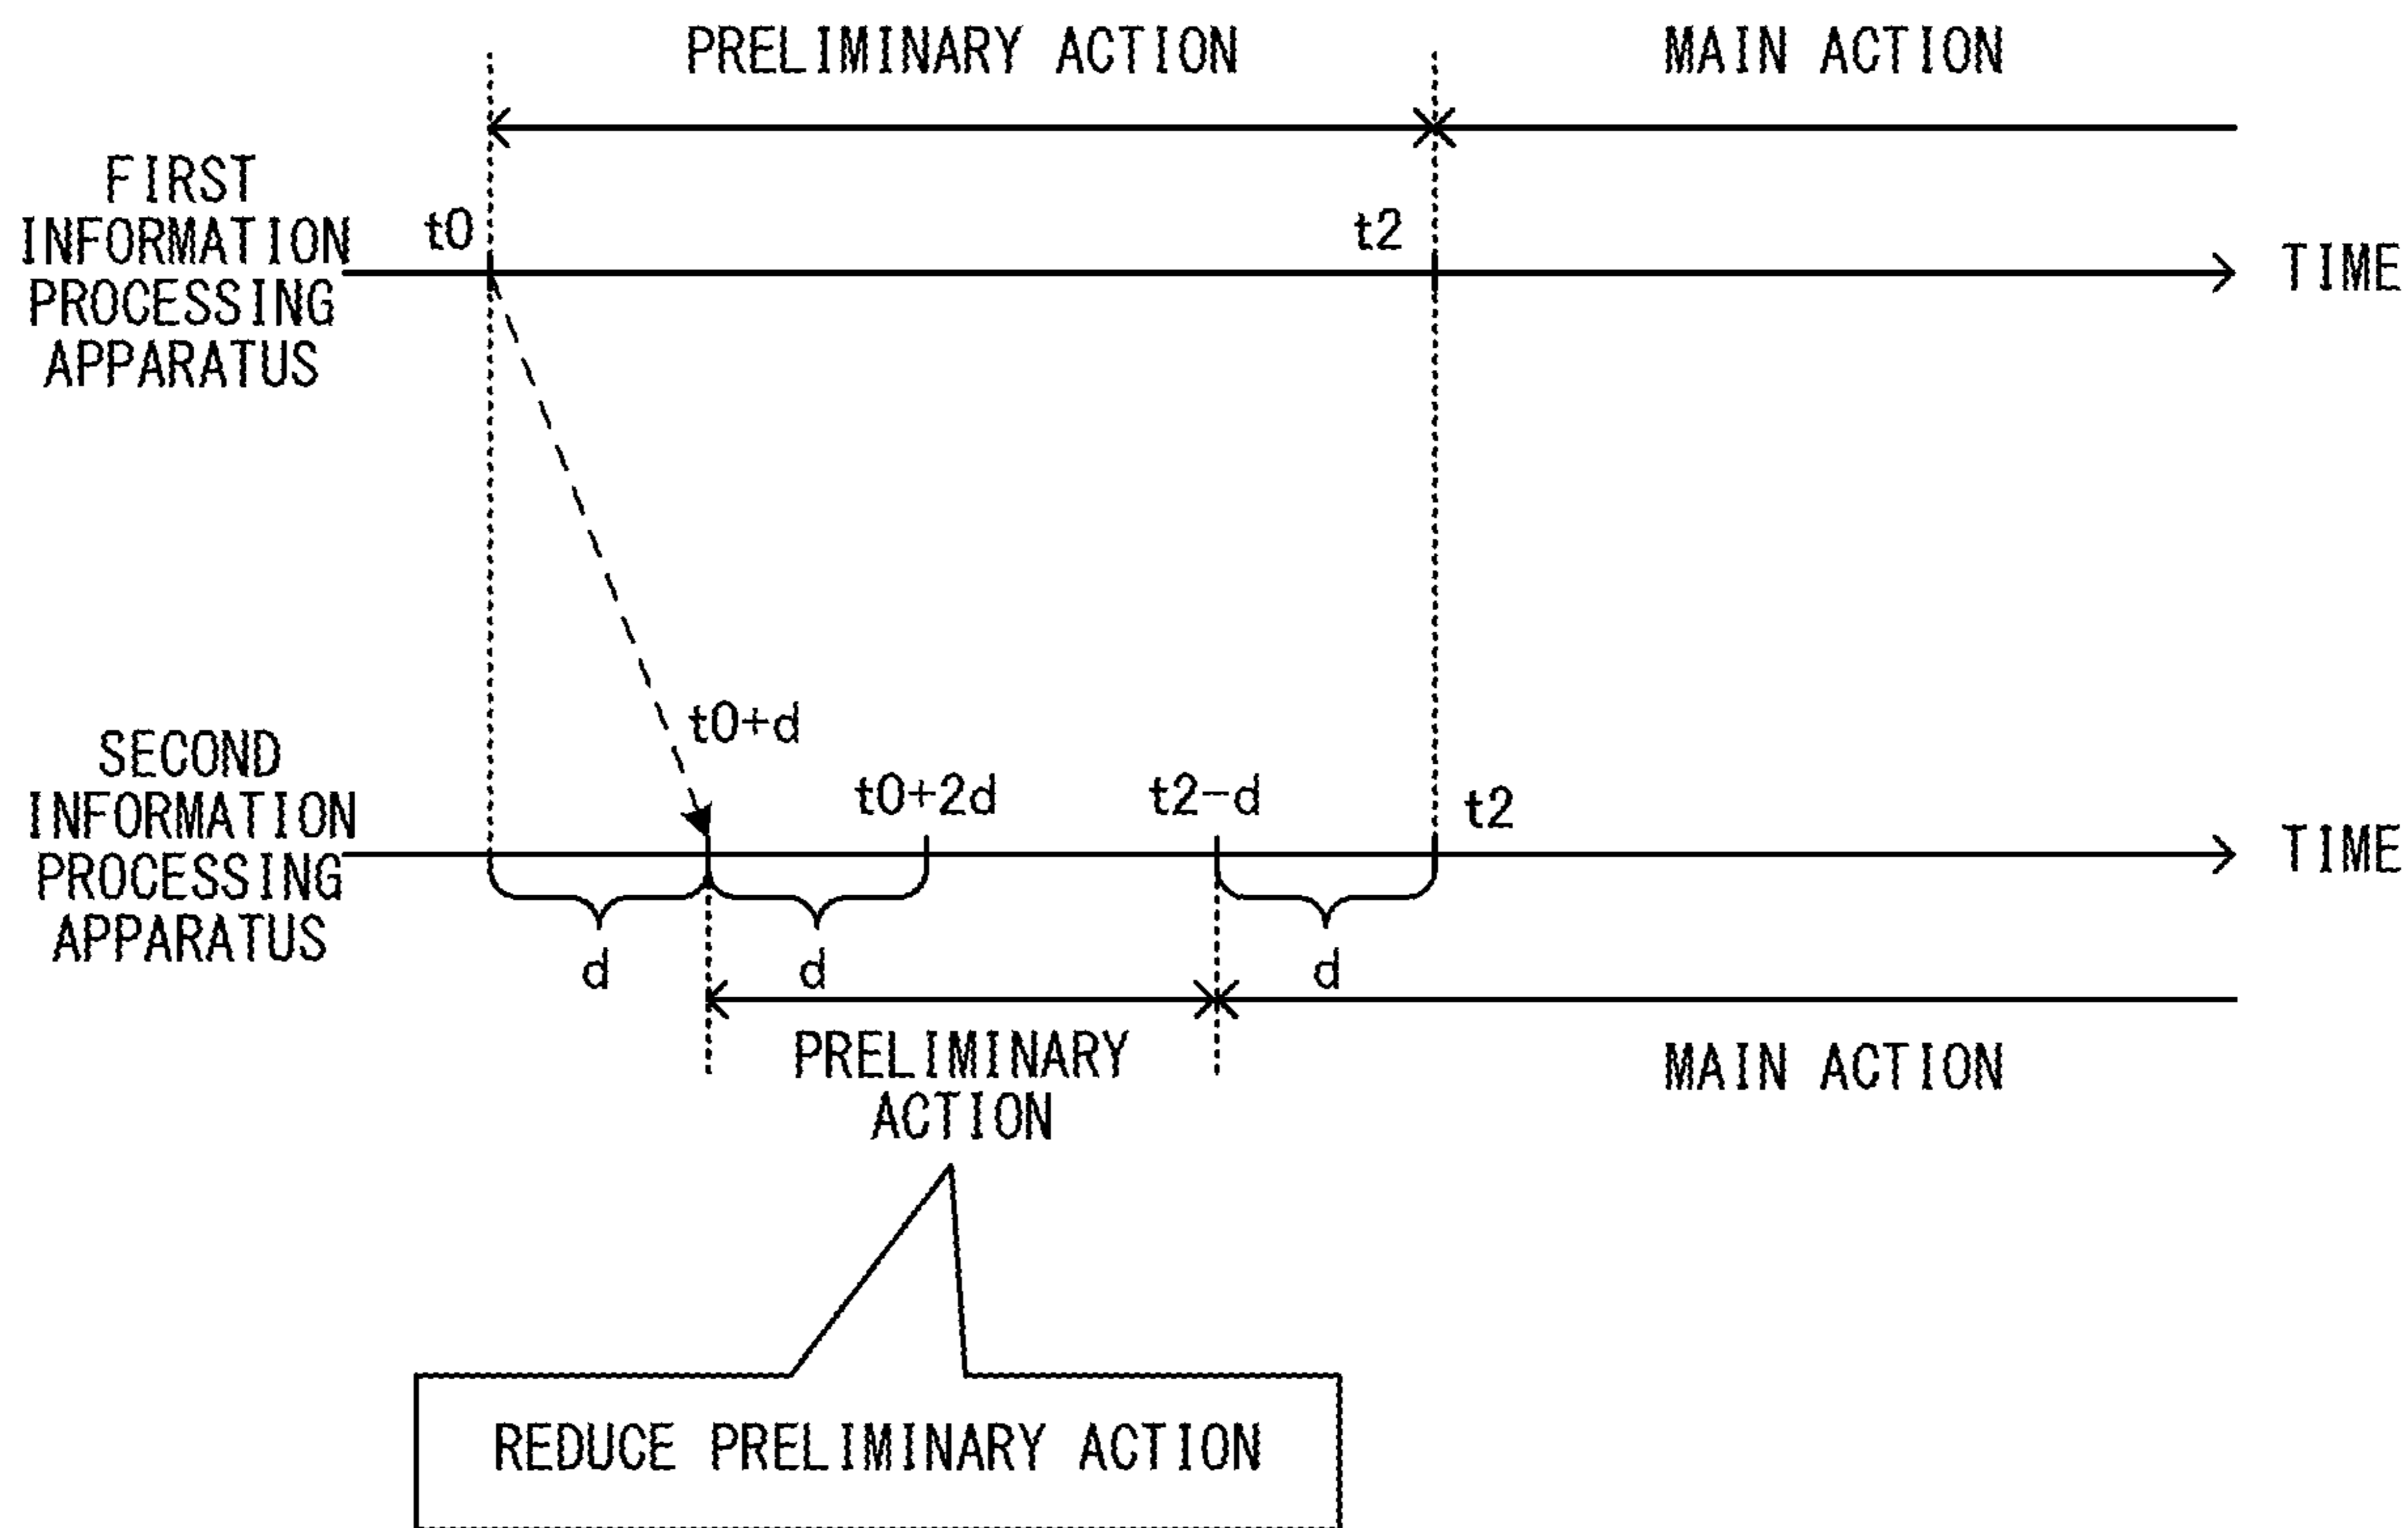 PRELIMINARY ACTION
MAIN ACTION
FIRST
INFORMATION
PROCESSING
APPARATUS
t0
t2
TIME
t0+d
SECOND
INFORMATION
PROCESSING
APPARATUS
t0+2d
t2-d
t2
TIME
d
d
d
PRELIMINARY
ACTION
MAIN ACTION
REDUCE PRELIMINARY ACTION